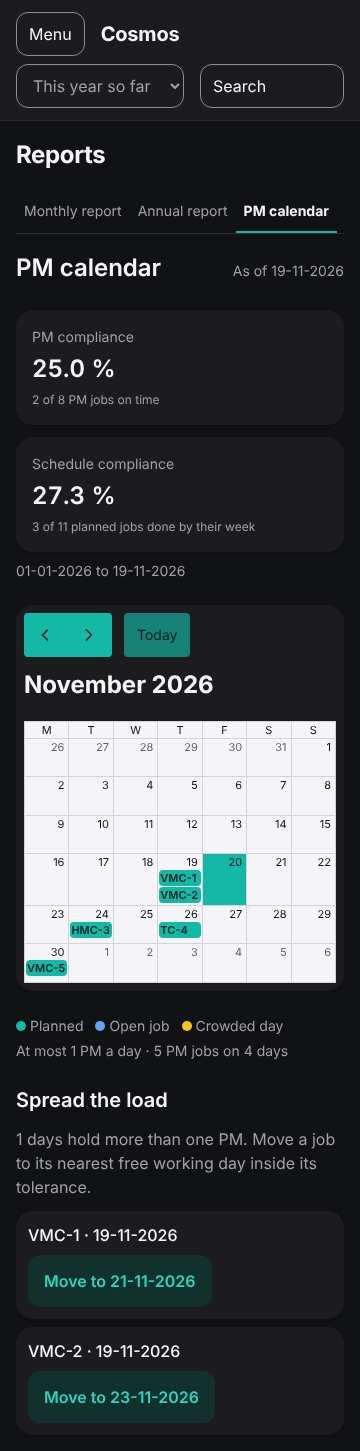 Menu Cosmos
This year so far Search
Reports
Monthly report Annual report PM calendar
PM calendar As of 19-11-2026
PM compliance
25.0 %
2 of 8 PM jobs on time
Schedule compliance
27.3 %
3 of 11 planned jobs done by their week
01-01-2026 to 19-11-2026
Today
November 2026
M T W T F S S
26 27 28 29 30 31 1
2 3 4 5 6 7 8
9 10 11 12 13 14 15
16 17 18 19 20 21 22
VMC-1
VMC-2
23 24 25 26 27 28 29
HMC-3 TC-4
30 1 2 3 4 5 6
VMC-5
Planned Open job Crowded day
At most 1 PM a day · 5 PM jobs on 4 days
Spread the load
1 days hold more than one PM. Move a job
to its nearest free working day inside its
tolerance.
VMC-1 · 19-11-2026
Move to 21-11-2026
VMC-2 · 19-11-2026
Move to 23-11-2026